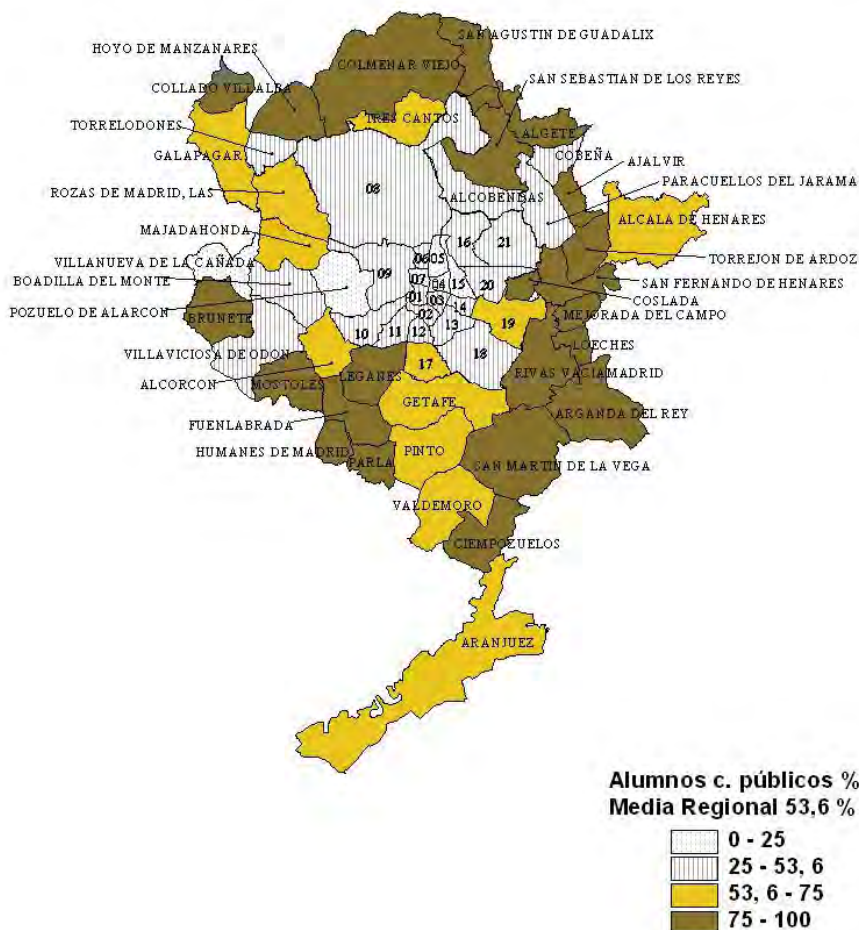 SAN AGUSTIN DE GUADALIX
HOYO DE MANZANARES
COLMENAR VIEJO
SAN SEBASTIAN DE LOS REYES
COLLADO VILLALBA
TRES CANTOS
TORRELODONES
ALGETE
GALAPAGAR
COBEÑA
AJALVIR
08
PARACUELLOS DEL JARAMA
ROZAS DE MADRID, LAS
ALCOBENDAS
ALCALA DE HENARES
MAJADAHONDA
16
21
VILLANUEVA DE LA CAÑADA
06 05
TORREJON DE ARDOZ
BOADILLA DEL MONTE
09
07
04
15
20
SAN FERNANDO DE HENARES
COSLADA
01
03
POZUELO DE ALARCON
14
BRUNETE
02
19
MEJORADA DEL CAMPO
10
11
12
13
LOECHES
VILLAVICIOSA DE ODON
17
18
RIVAS VACIAMADRID
ALCORCON
MOSTOLES
LEGANES
GETAFE
ARGANDA DEL REY
FUENLABRADA
HUMANES DE MADRID
PINTO
PARLA
SAN MARTIN DE LA VEGA
VALDEMORO
CIEMPOZUELOS
ARANJUEZ
Alumnos c. públicos %
Media Regional 53,6 %
0 - 25
25 - 53, 6
53, 6 - 75
75 - 100